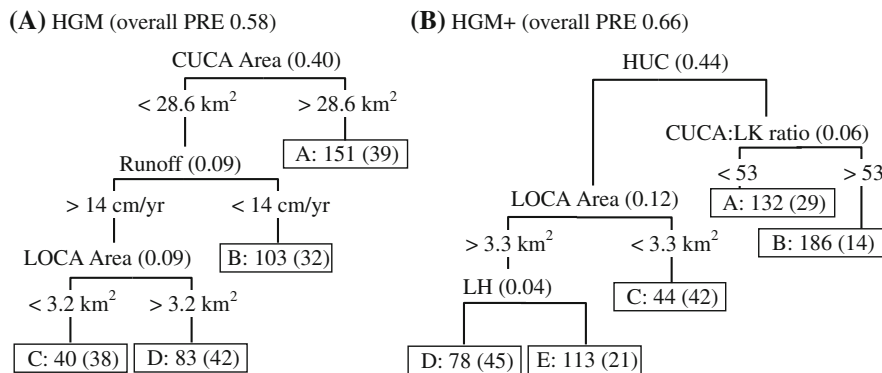 (A) HGM (overall PRE 0.58)
CUCA Area (0.40)
< 28.6 km² > 28.6 km²
A: 151 (39)
Runoff (0.09)
> 14 cm/yr < 14 cm/yr
B: 103 (32)
LOCA Area (0.09)
< 3.2 km² > 3.2 km²
C: 40 (38) D: 83 (42)
(B) HGM+ (overall PRE 0.66)
HUC (0.44)
CUCA:LK ratio (0.06)
< 53 > 53
A: 132 (29)
B: 186 (14)
LOCA Area (0.12)
> 3.3 km² < 3.3 km²
C: 44 (42)
LH (0.04)
D: 78 (45) E: 113 (21)